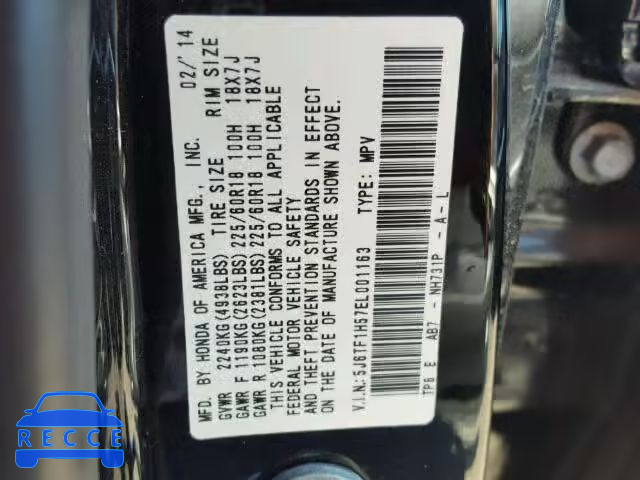 MFD. BY HONDA OF AMERICA MFG., INC. 02/'14
GVWR 2240KG(4938LBS) TIRE SIZE RIM SIZE
GAWR F 1190KG(2623LBS)225/60R18 100H 18X7J
GAWR R 1080KG(2381LBS)225/60R18 100H 18X7J
THIS VEHICLE CONFORMS TO ALL APPLICABLE
FEDERAL MOTOR VEHICLE SAFETY
AND THEFT PREVENTION STANDARDS IN EFFECT
ON THE DATE OF MANUFACTURE SHOWN ABOVE.
V.I.N.:5J6TF1H57EL001163 TYPE: MPV
TP6 E AB7 - NH731P - A - L
RECCE